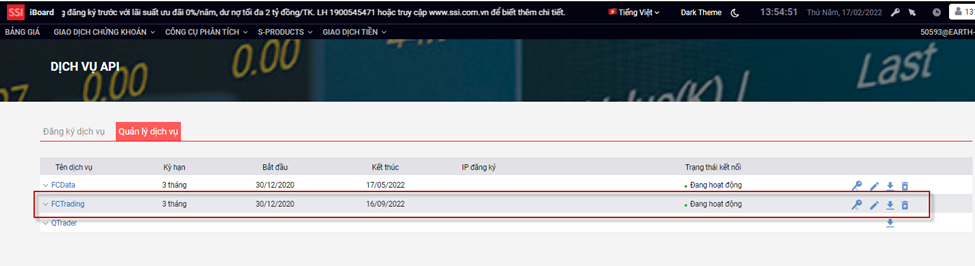 SSI iBoard g đăng ký trước với lãi suất ưu đãi 0%/năm, dư nợ tối đa 2 tỷ đồng/TK. LH 1900545471 hoặc truy cập www.ssi.com.vn để biết thêm chi tiết. Tiếng Việt Dark Theme 13:54:51 Thứ Năm, 17/02/2022 13
BẢNG GIÁ GIAO DỊCH CHỨNG KHOÁN CÔNG CỤ PHÂN TÍCH S-PRODUCTS GIAO DỊCH TIỀN 50593@EARTH-
DỊCH VỤ API
0.00 0.00 Last
Đăng ký dịch vụ Quản lý dịch vụ
Tên dịch vụ Kỳ hạn Bắt đầu Kết thúc IP đăng ký Trạng thái kết nối
FCData 3 tháng 30/12/2020 17/05/2022 Đang hoạt động
FCTrading 3 tháng 30/12/2020 16/09/2022 Đang hoạt động
QTrader